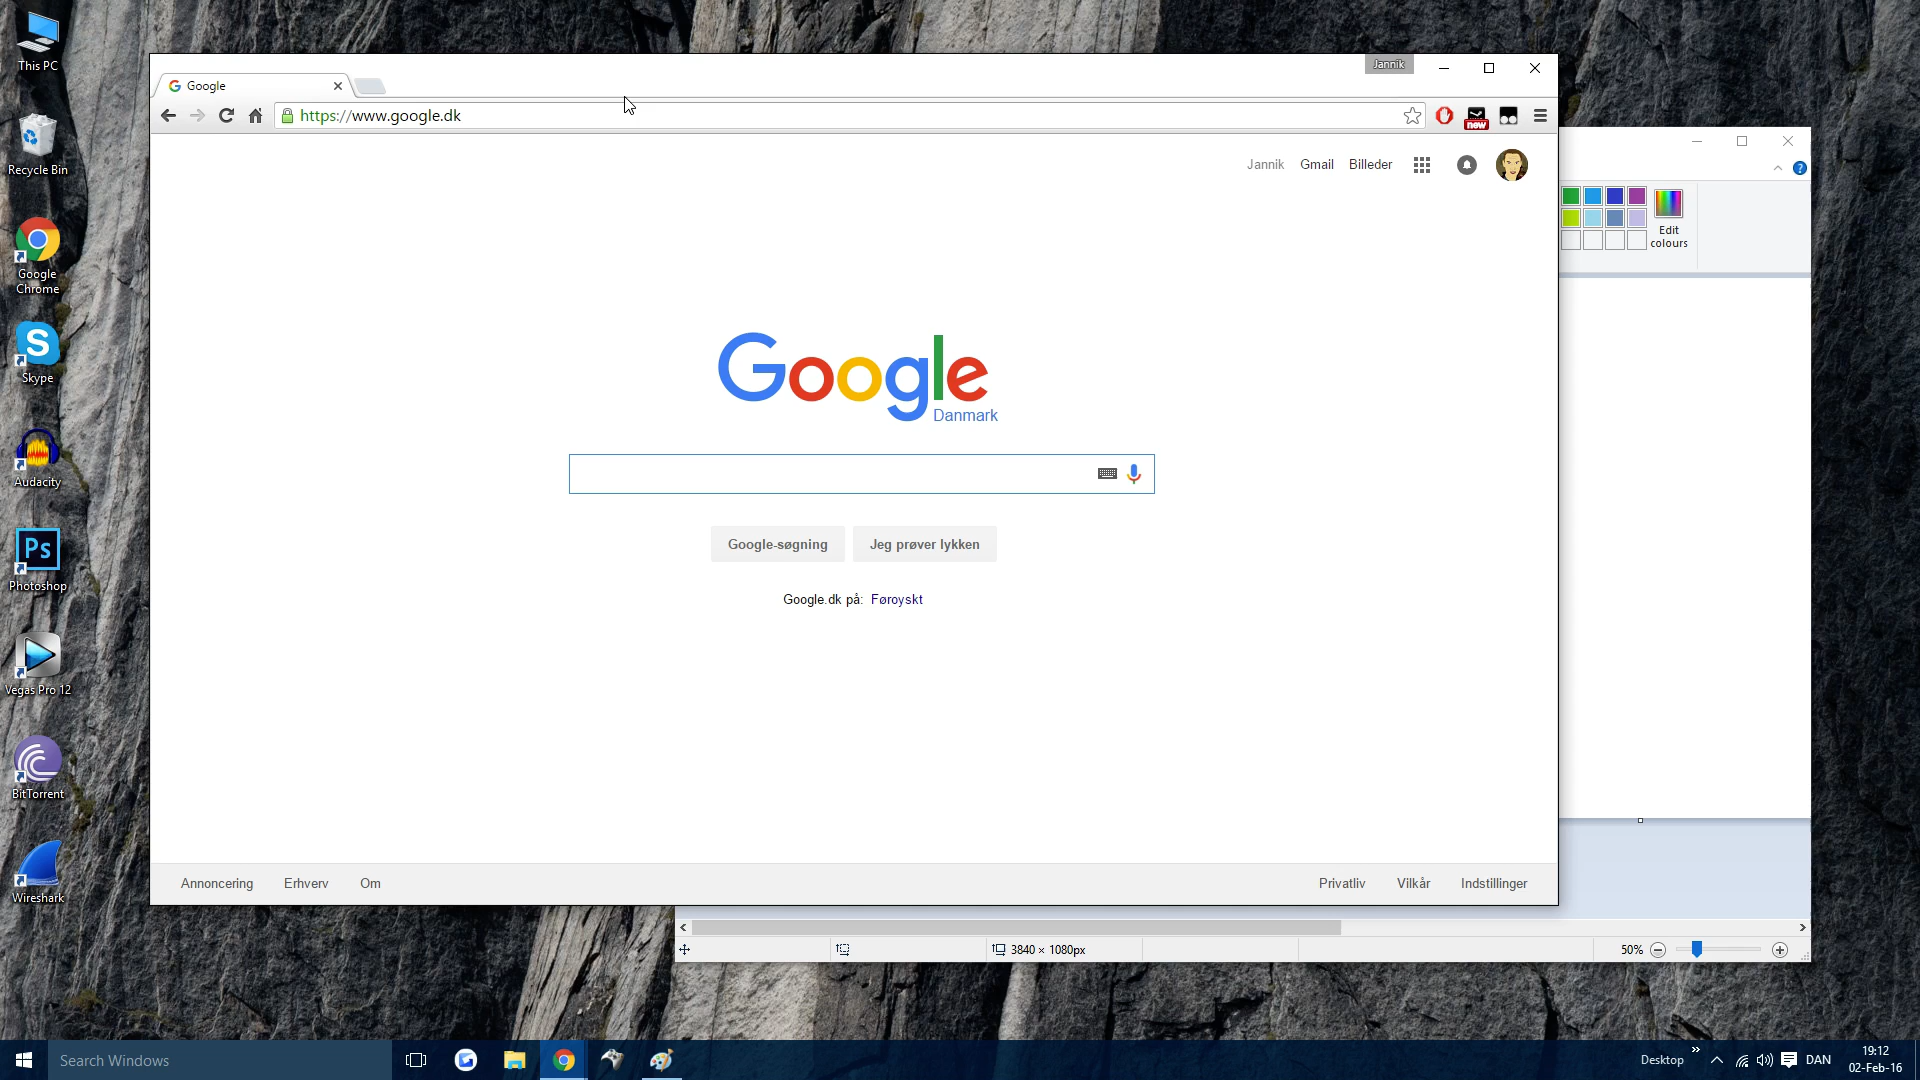 This PC
Recycle Bin
Google
Chrome
Skype
Audacity
Ps
Photoshop
Vegas Pro 12
BitTorrent
Wireshark
Jannik
Google
https://www.google.dk
new
Jannik Gmail Billeder
Google
Danmark
Google-søgning Jeg prøver lykken
Google.dk på: Føroyskt
Annoncering Erhverv Om Privatliv Vilkår Indstillinger
Edit
colours
3840 × 1080px 50%
Search Windows
Desktop DAN
19:12
02-Feb-16